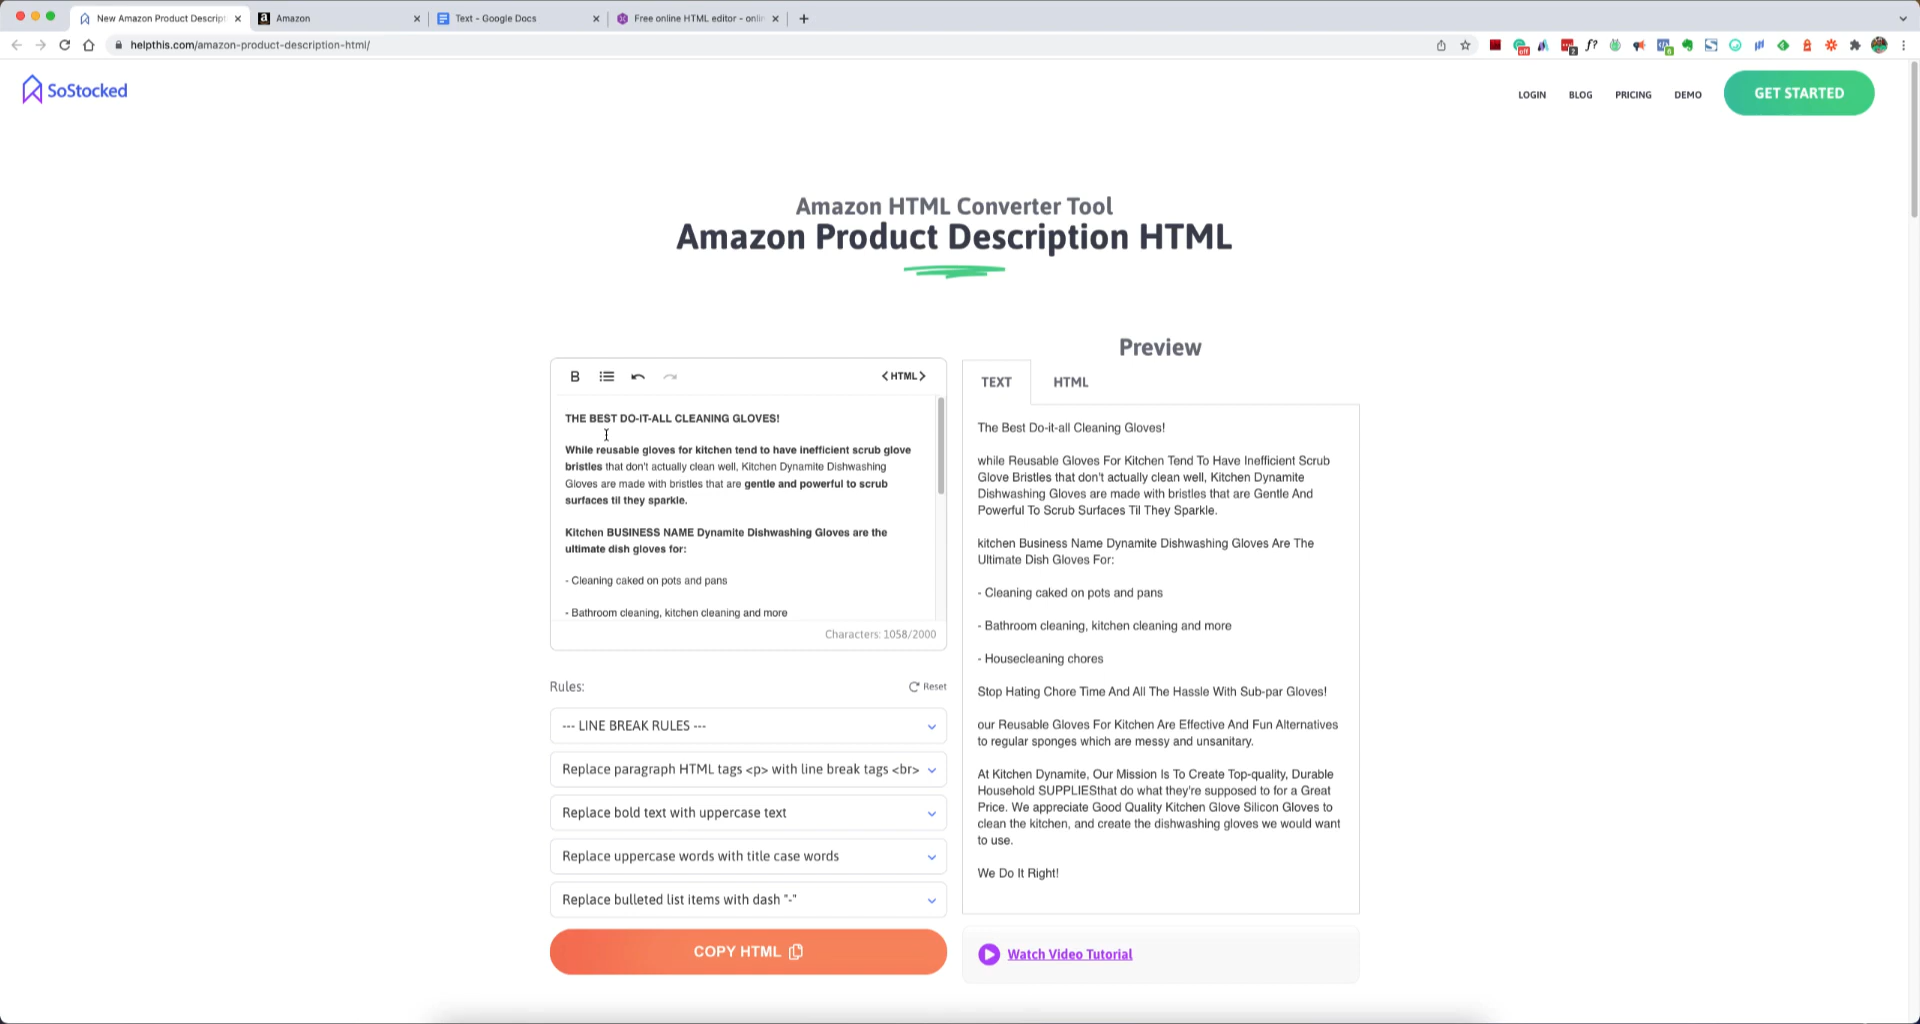 New Amazon Product Descript
Amazon
Text - Google Docs
Free online HTML editor - onlin
helpthis.com/amazon-product-description-html/
SoStocked
LOGIN
BLOG
PRICING
DEMO
GET STARTED
Amazon HTML Converter Tool
Amazon Product Description HTML
Preview
B
<HTML>
TEXT
HTML
THE BEST DO-IT-ALL CLEANING GLOVES!
While reusable gloves for kitchen tend to have inefficient scrub glove
bristles that don't actually clean well, Kitchen Dynamite Dishwashing
Gloves are made with bristles that are gentle and powerful to scrub
surfaces til they sparkle.
Kitchen BUSINESS NAME Dynamite Dishwashing Gloves are the
ultimate dish gloves for:
- Cleaning caked on pots and pans
- Bathroom cleaning, kitchen cleaning and more
Characters: 1058/2000
Rules:
Reset
--- LINE BREAK RULES ---
Replace paragraph HTML tags <p> with line break tags <br>
Replace bold text with uppercase text
Replace uppercase words with title case words
Replace bulleted list items with dash "-"
COPY HTML
The Best Do-it-all Cleaning Gloves!
while Reusable Gloves For Kitchen Tend To Have Inefficient Scrub
Glove Bristles that don't actually clean well, Kitchen Dynamite
Dishwashing Gloves are made with bristles that are Gentle And
Powerful To Scrub Surfaces Til They Sparkle.
kitchen Business Name Dynamite Dishwashing Gloves Are The
Ultimate Dish Gloves For:
- Cleaning caked on pots and pans
- Bathroom cleaning, kitchen cleaning and more
- Housecleaning chores
Stop Hating Chore Time And All The Hassle With Sub-par Gloves!
our Reusable Gloves For Kitchen Are Effective And Fun Alternatives
to regular sponges which are messy and unsanitary.
At Kitchen Dynamite, Our Mission Is To Create Top-quality, Durable
Household SUPPLIESthat do what they're supposed to for a Great
Price. We appreciate Good Quality Kitchen Glove Silicon Gloves to
clean the kitchen, and create the dishwashing gloves we would want
to use.
We Do It Right!
Watch Video Tutorial